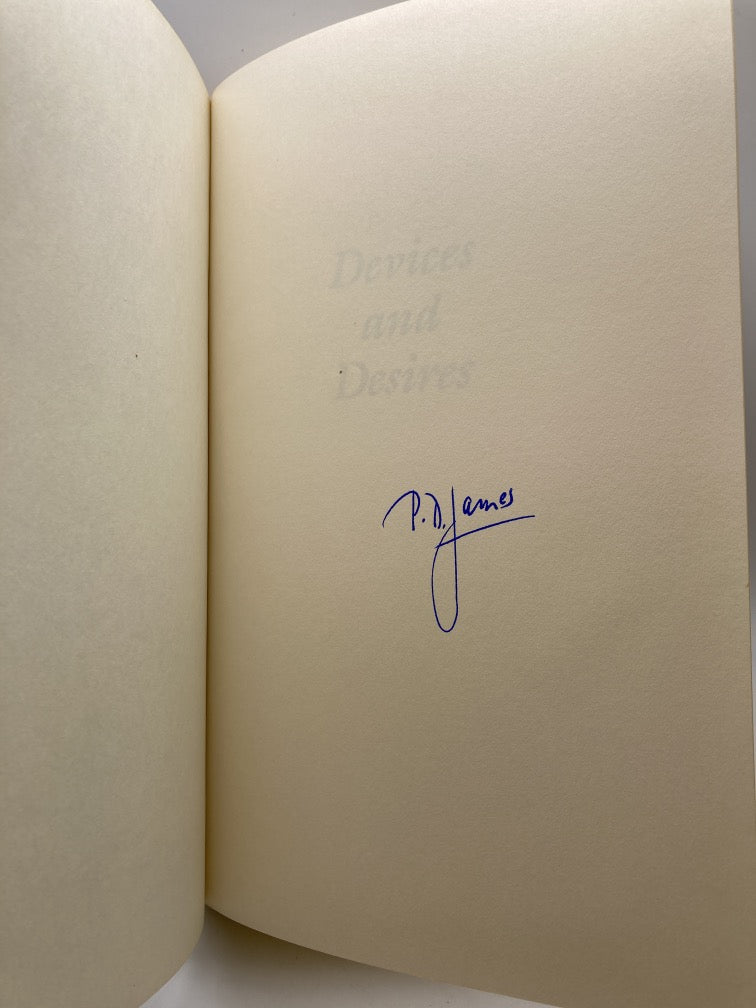 Devices
and
Desires
P.D. James